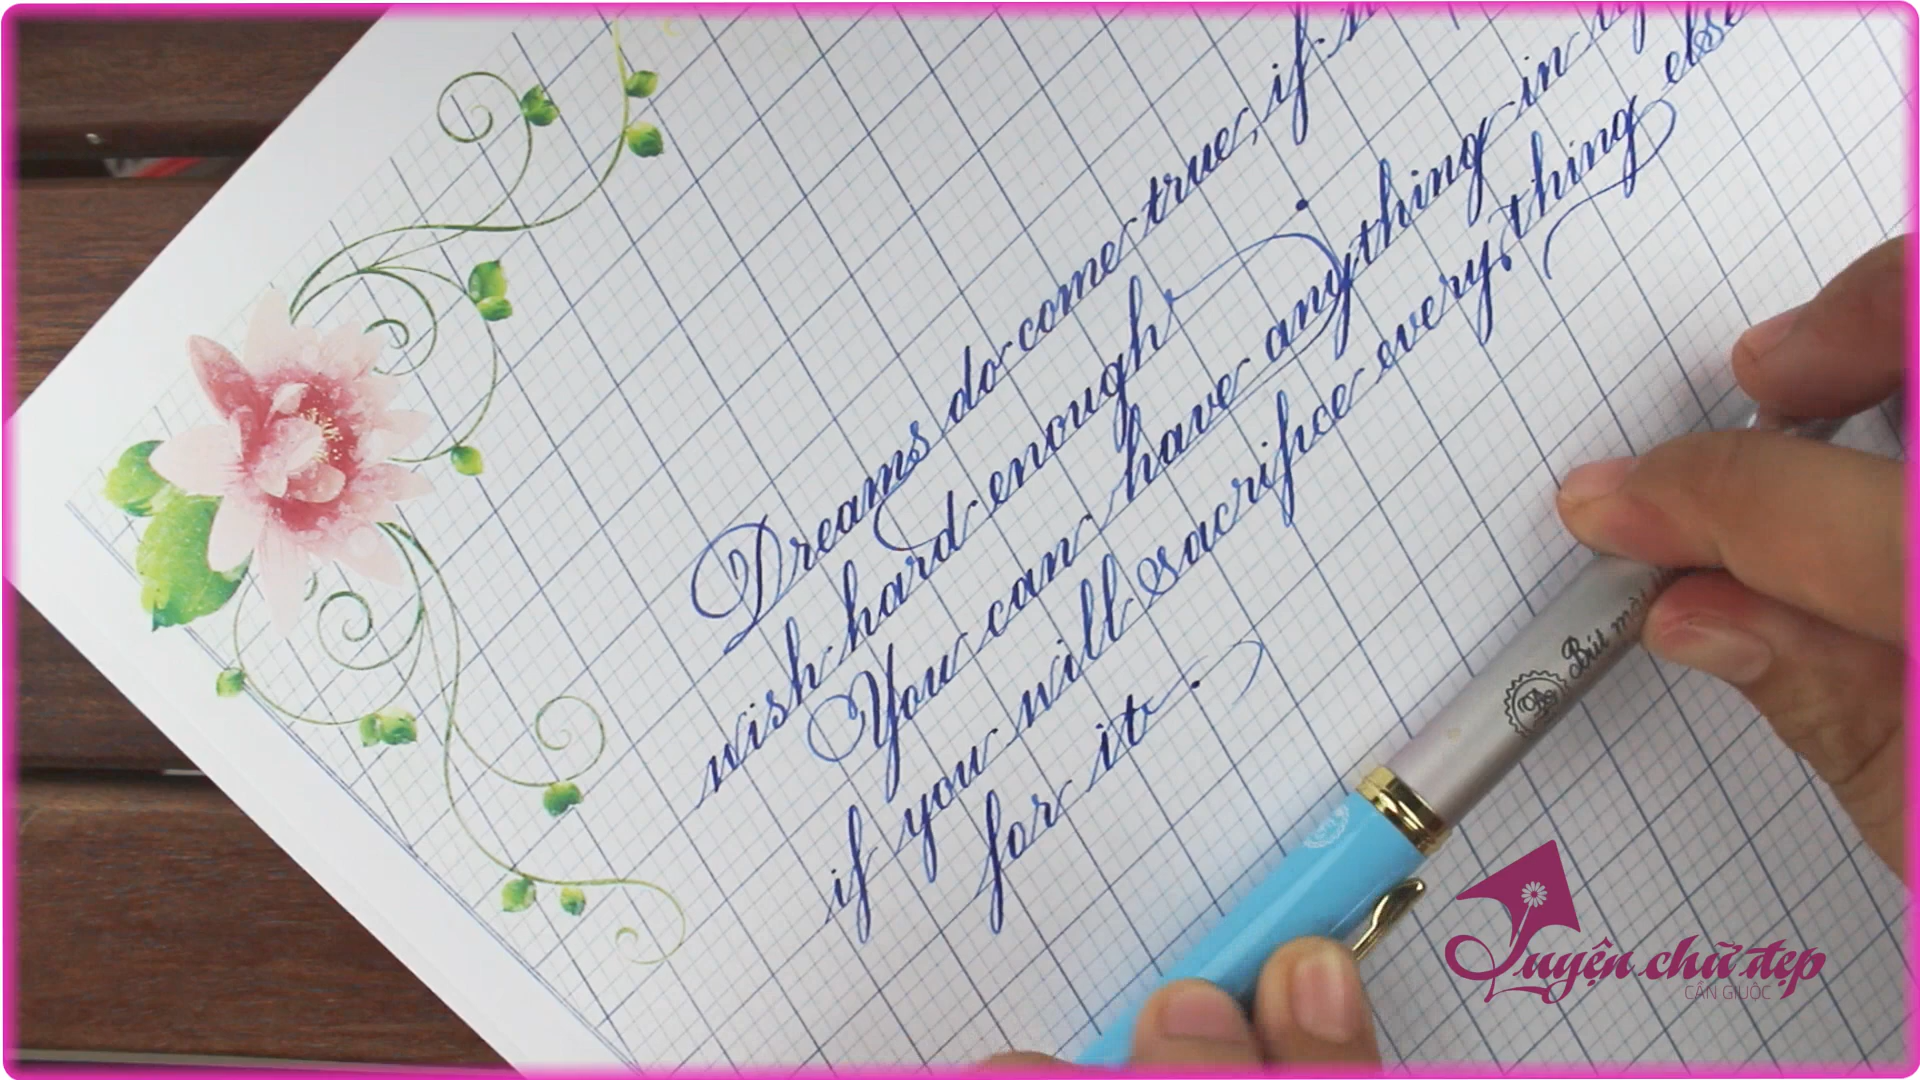 Dreams do come true, if
wish hard enough.
You can have anything in
if you will sacrifice everything else
for it.
Bút
Luyện chữ đẹp
CẦN GIUỘC